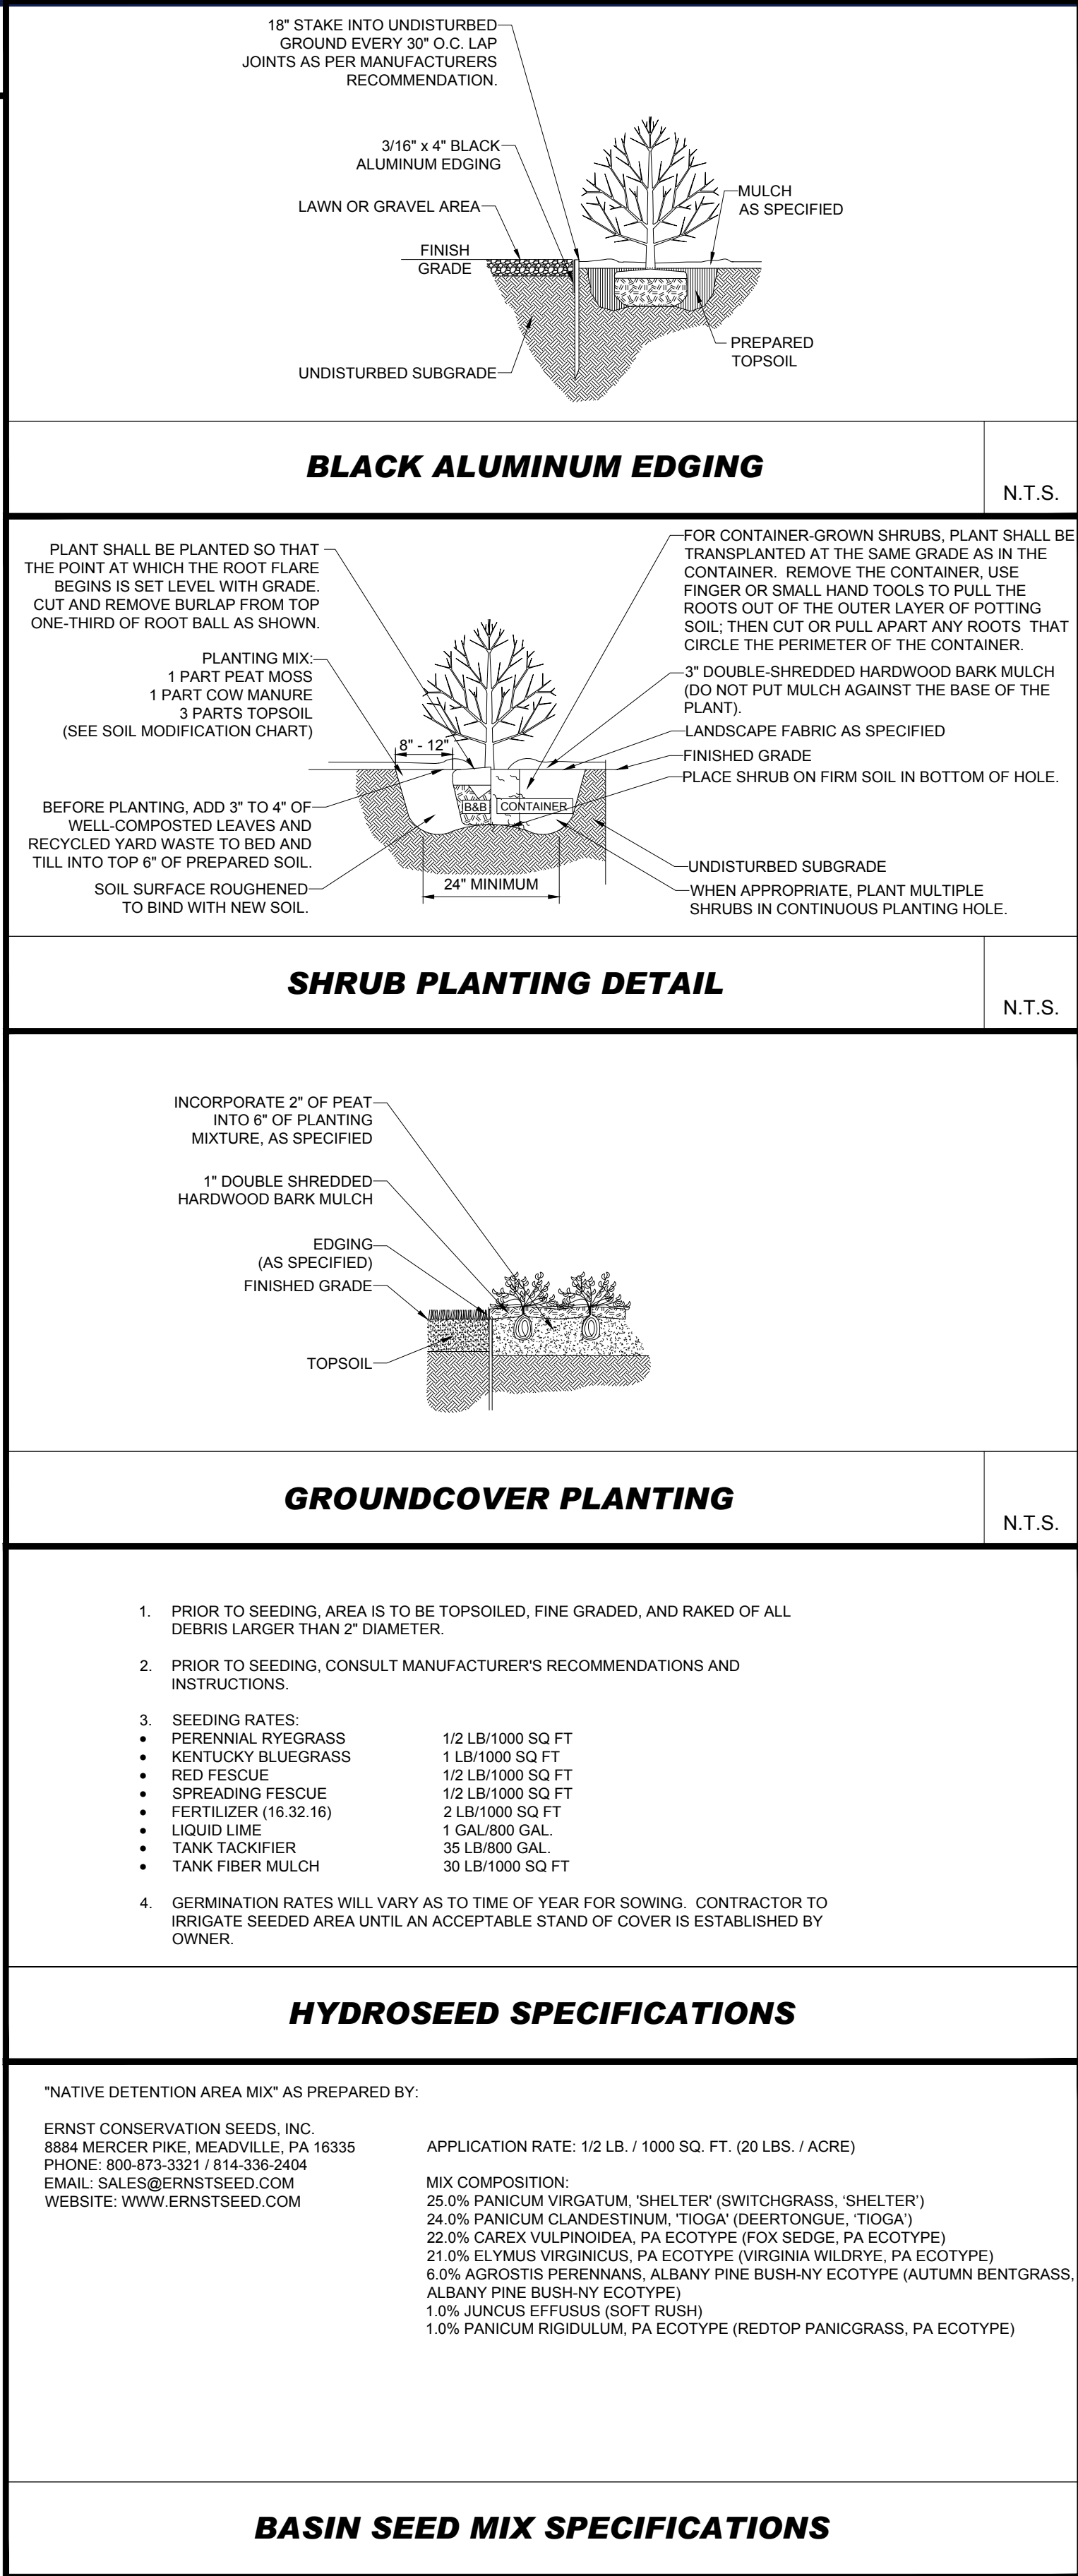 18" STAKE INTO UNDISTURBED
GROUND EVERY 30" O.C. LAP
JOINTS AS PER MANUFACTURERS
RECOMMENDATION.
3/16" x 4" BLACK
ALUMINUM EDGING
LAWN OR GRAVEL AREA
FINISH
GRADE
UNDISTURBED SUBGRADE
MULCH
AS SPECIFIED
PREPARED
TOPSOIL
BLACK ALUMINUM EDGING
N.T.S.
PLANT SHALL BE PLANTED SO THAT
THE POINT AT WHICH THE ROOT FLARE
BEGINS IS SET LEVEL WITH GRADE.
CUT AND REMOVE BURLAP FROM TOP
ONE-THIRD OF ROOT BALL AS SHOWN.
PLANTING MIX:
1 PART PEAT MOSS
1 PART COW MANURE
3 PARTS TOPSOIL
(SEE SOIL MODIFICATION CHART)
8" - 12"
BEFORE PLANTING, ADD 3" TO 4" OF
WELL-COMPOSTED LEAVES AND
RECYCLED YARD WASTE TO BED AND
TILL INTO TOP 6" OF PREPARED SOIL.
SOIL SURFACE ROUGHENED
TO BIND WITH NEW SOIL.
B&B
CONTAINER
24" MINIMUM
FOR CONTAINER-GROWN SHRUBS, PLANT SHALL BE
TRANSPLANTED AT THE SAME GRADE AS IN THE
CONTAINER. REMOVE THE CONTAINER, USE
FINGER OR SMALL HAND TOOLS TO PULL THE
ROOTS OUT OF THE OUTER LAYER OF POTTING
SOIL; THEN CUT OR PULL APART ANY ROOTS THAT
CIRCLE THE PERIMETER OF THE CONTAINER.
3" DOUBLE-SHREDDED HARDWOOD BARK MULCH
(DO NOT PUT MULCH AGAINST THE BASE OF THE
PLANT).
LANDSCAPE FABRIC AS SPECIFIED
FINISHED GRADE
PLACE SHRUB ON FIRM SOIL IN BOTTOM OF HOLE.
UNDISTURBED SUBGRADE
WHEN APPROPRIATE, PLANT MULTIPLE
SHRUBS IN CONTINUOUS PLANTING HOLE.
SHRUB PLANTING DETAIL
N.T.S.
INCORPORATE 2" OF PEAT
INTO 6" OF PLANTING
MIXTURE, AS SPECIFIED
1" DOUBLE SHREDDED
HARDWOOD BARK MULCH
EDGING
(AS SPECIFIED)
FINISHED GRADE
TOPSOIL
GROUNDCOVER PLANTING
N.T.S.
1. PRIOR TO SEEDING, AREA IS TO BE TOPSOILED, FINE GRADED, AND RAKED OF ALL
DEBRIS LARGER THAN 2" DIAMETER.
2. PRIOR TO SEEDING, CONSULT MANUFACTURER'S RECOMMENDATIONS AND
INSTRUCTIONS.
3. SEEDING RATES:
• PERENNIAL RYEGRASS 1/2 LB/1000 SQ FT
• KENTUCKY BLUEGRASS 1 LB/1000 SQ FT
• RED FESCUE 1/2 LB/1000 SQ FT
• SPREADING FESCUE 1/2 LB/1000 SQ FT
• FERTILIZER (16.32.16) 2 LB/1000 SQ FT
• LIQUID LIME 1 GAL/800 GAL.
• TANK TACKIFIER 35 LB/800 GAL.
• TANK FIBER MULCH 30 LB/1000 SQ FT
4. GERMINATION RATES WILL VARY AS TO TIME OF YEAR FOR SOWING. CONTRACTOR TO
IRRIGATE SEEDED AREA UNTIL AN ACCEPTABLE STAND OF COVER IS ESTABLISHED BY
OWNER.
HYDROSEED SPECIFICATIONS
"NATIVE DETENTION AREA MIX" AS PREPARED BY:
ERNST CONSERVATION SEEDS, INC.
8884 MERCER PIKE, MEADVILLE, PA 16335
PHONE: 800-873-3321 / 814-336-2404
EMAIL: SALES@ERNSTSEED.COM
WEBSITE: WWW.ERNSTSEED.COM
APPLICATION RATE: 1/2 LB. / 1000 SQ. FT. (20 LBS. / ACRE)
MIX COMPOSITION:
25.0% PANICUM VIRGATUM, 'SHELTER' (SWITCHGRASS, ‘SHELTER’)
24.0% PANICUM CLANDESTINUM, 'TIOGA' (DEERTONGUE, ‘TIOGA’)
22.0% CAREX VULPINOIDEA, PA ECOTYPE (FOX SEDGE, PA ECOTYPE)
21.0% ELYMUS VIRGINICUS, PA ECOTYPE (VIRGINIA WILDRYE, PA ECOTYPE)
6.0% AGROSTIS PERENNANS, ALBANY PINE BUSH-NY ECOTYPE (AUTUMN BENTGRASS,
ALBANY PINE BUSH-NY ECOTYPE)
1.0% JUNCUS EFFUSUS (SOFT RUSH)
1.0% PANICUM RIGIDULUM, PA ECOTYPE (REDTOP PANICGRASS, PA ECOTYPE)
BASIN SEED MIX SPECIFICATIONS